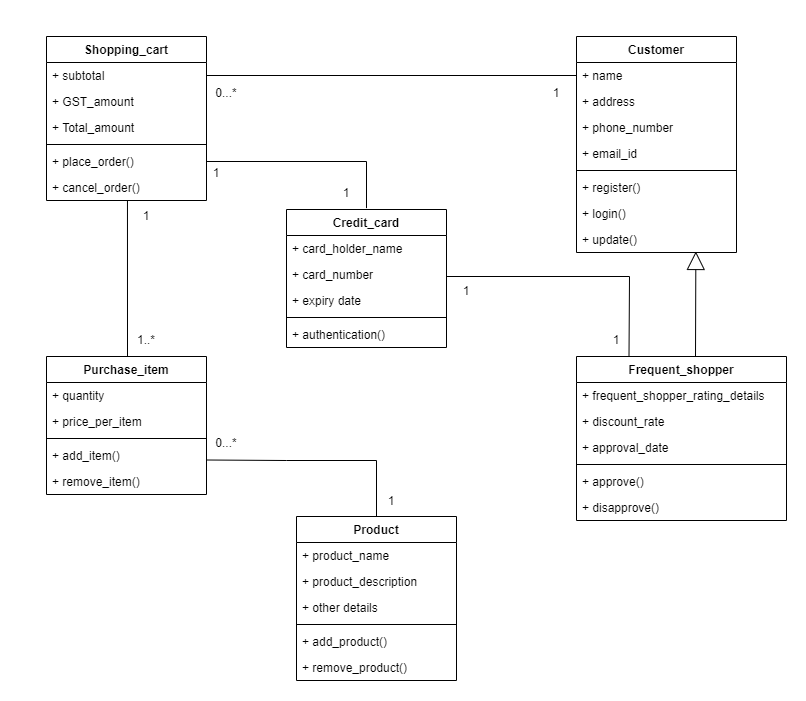 Shopping_cart
+ subtotal
+ GST_amount
+ Total_amount
+ place_order()
+ cancel_order()
Customer
+ name
+ address
+ phone_number
+ email_id
+ register()
+ login()
+ update()
0...*
1
1
1
Credit_card
+ card_holder_name
+ card_number
+ expiry date
+ authentication()
1
1
1
1..*
Purchase_item
+ quantity
+ price_per_item
+ add_item()
+ remove_item()
Frequent_shopper
+ frequent_shopper_rating_details
+ discount_rate
+ approval_date
+ approve()
+ disapprove()
0...*
1
Product
+ product_name
+ product_description
+ other details
+ add_product()
+ remove_product()